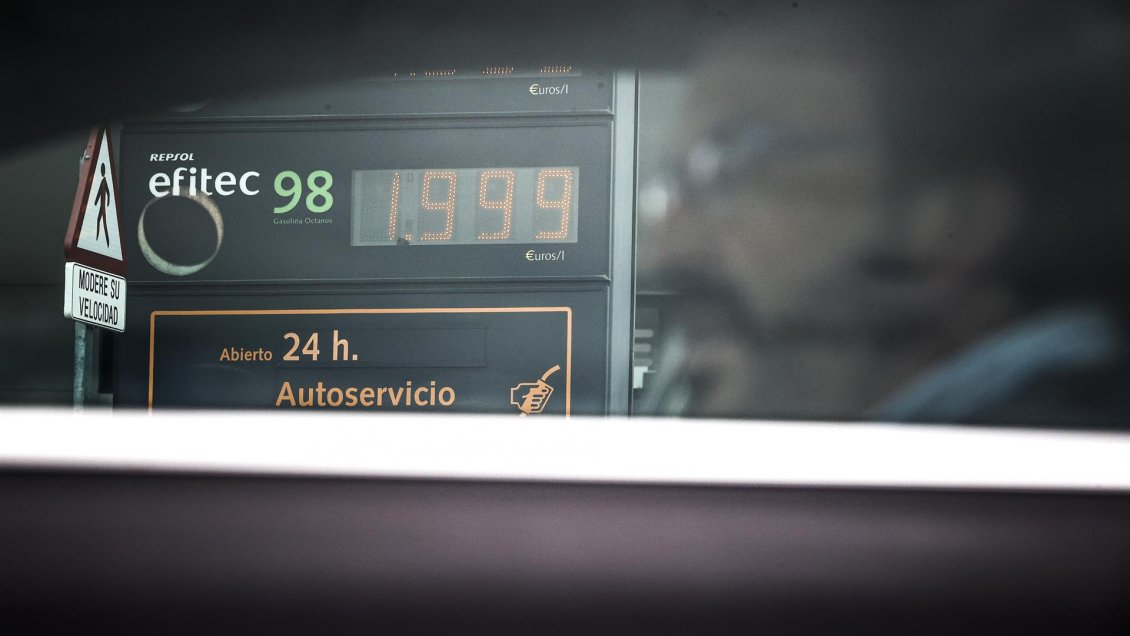 €uros/l
REPSOL
efitec 98
Gasolina Octanos
1.999
€uros/l
MODERE SU
VELOCIDAD
Abierto 24 h.
Autoservicio